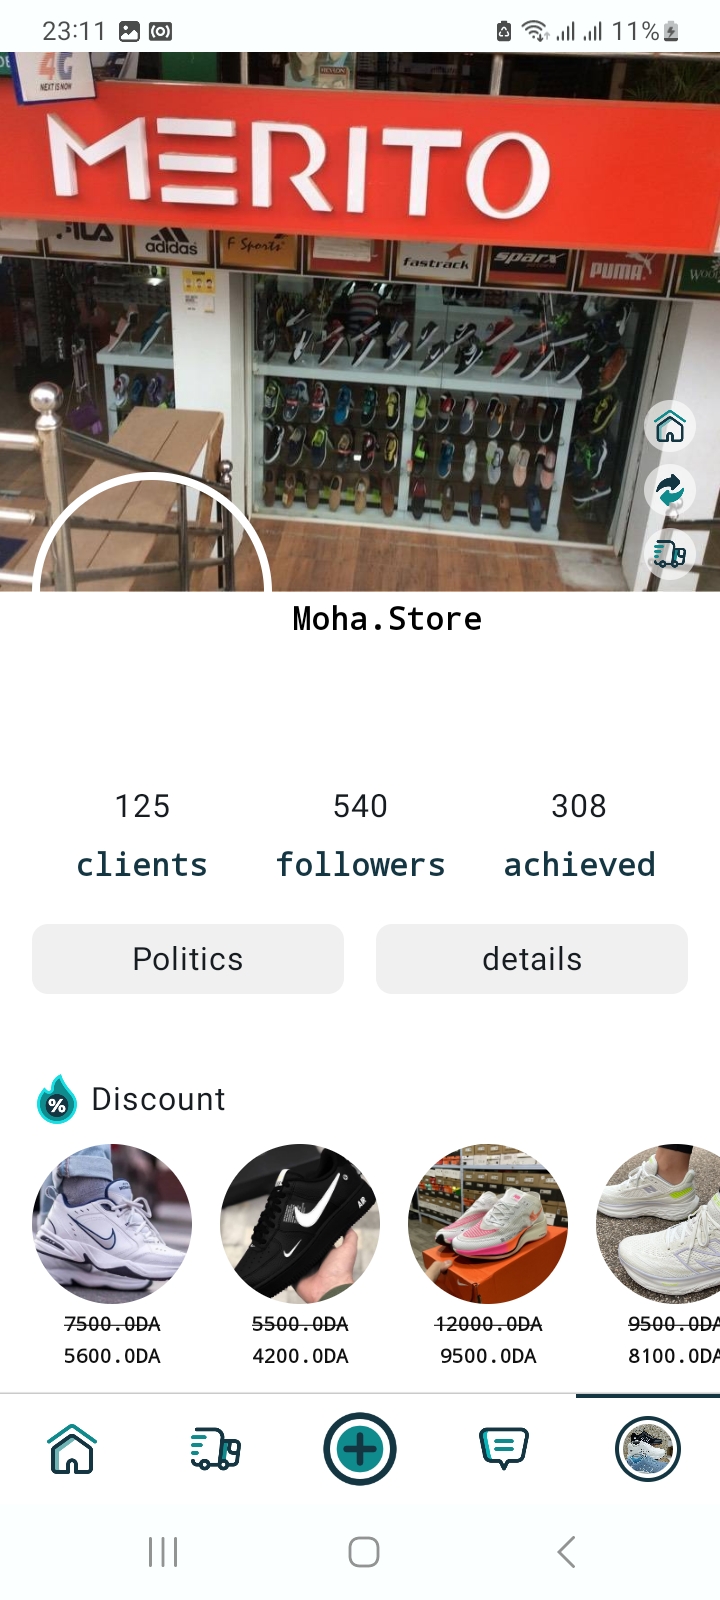 23:11
11%
4G
NEXT IS NOW
REVLON
MERITO
FILA
adidas
F Sports
fastrack
sparx
PUMA
Moha.Store
125
540
308
clients
followers
achieved
Politics
details
% Discount
7500.0DA
5500.0DA
12000.0DA
9500.0DA
5600.0DA
4200.0DA
9500.0DA
8100.0DA